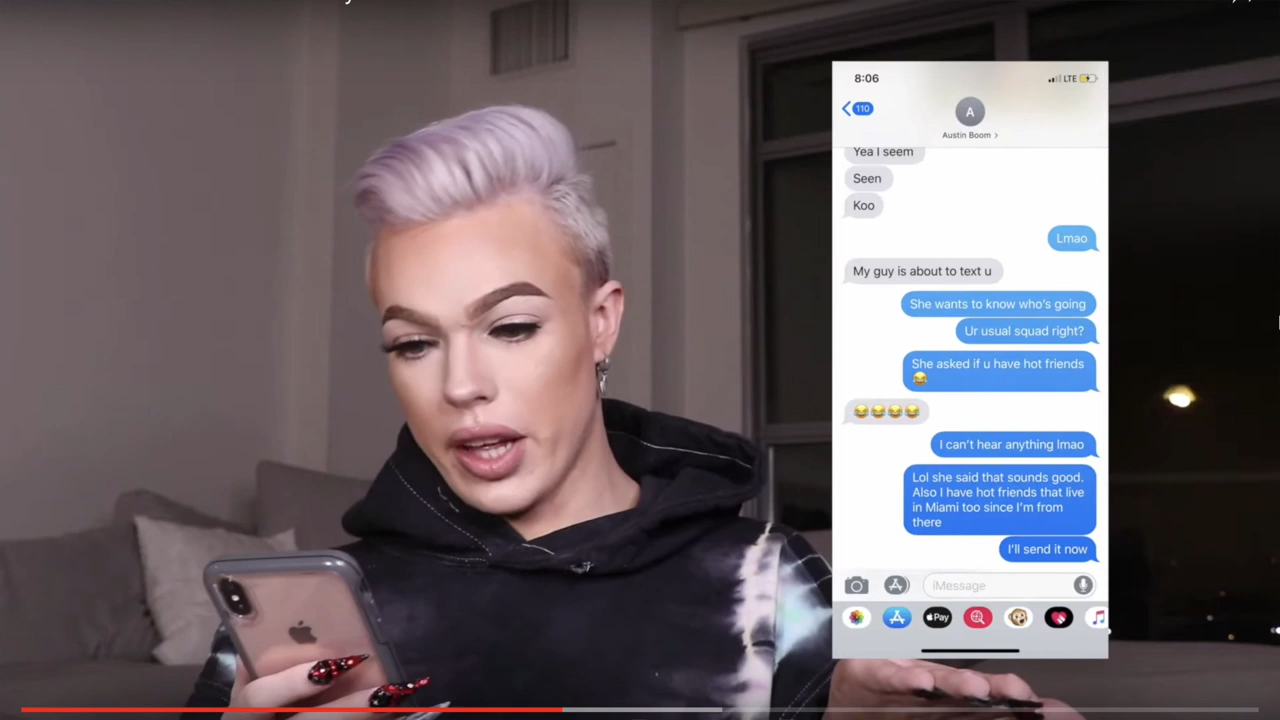 8:06
LTE
110
A
Austin Boom >
Yea I seem
Seen
Koo
Lmao
My guy is about to text u
She wants to know who's going
Ur usual squad right?
She asked if u have hot friends
😂
😂😂😂😂
I can't hear anything lmao
Lol she said that sounds good.
Also I have hot friends that live
in Miami too since I'm from
there
I'll send it now
iMessage
Pay